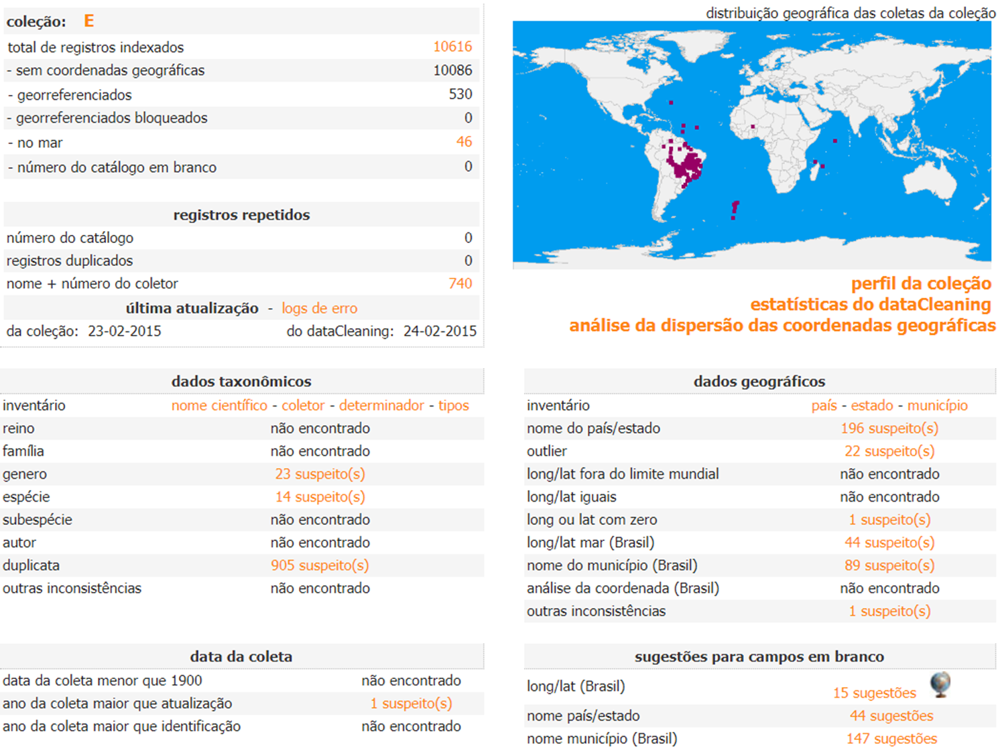 coleção: E
total de registros indexados 10616
- sem coordenadas geográficas 10086
- georreferenciados 530
- georreferenciados bloqueados 0
- no mar 46
- número do catálogo em branco 0
registros repetidos
número do catálogo 0
registros duplicados 0
nome + número do coletor 740
última atualização - logs de erro
da coleção: 23-02-2015 do dataCleaning: 24-02-2015
distribuição geográfica das coletas da coleção
perfil da coleção
estatísticas do dataCleaning
análise da dispersão das coordenadas geográficas
dados taxonômicos
inventário nome científico - coletor - determinador - tipos
reino não encontrado
família não encontrado
genero 23 suspeito(s)
espécie 14 suspeito(s)
subespécie não encontrado
autor não encontrado
duplicata 905 suspeito(s)
outras inconsistências não encontrado
dados geográficos
inventário país - estado - município
nome do país/estado 196 suspeito(s)
outlier 22 suspeito(s)
long/lat fora do limite mundial não encontrado
long/lat iguais não encontrado
long ou lat com zero 1 suspeito(s)
long/lat mar (Brasil) 44 suspeito(s)
nome do município (Brasil) 89 suspeito(s)
análise da coordenada (Brasil) não encontrado
outras inconsistências 1 suspeito(s)
data da coleta
data da coleta menor que 1900 não encontrado
ano da coleta maior que atualização 1 suspeito(s)
ano da coleta maior que identificação não encontrado
sugestões para campos em branco
long/lat (Brasil) 15 sugestões
nome país/estado 44 sugestões
nome município (Brasil) 147 sugestões